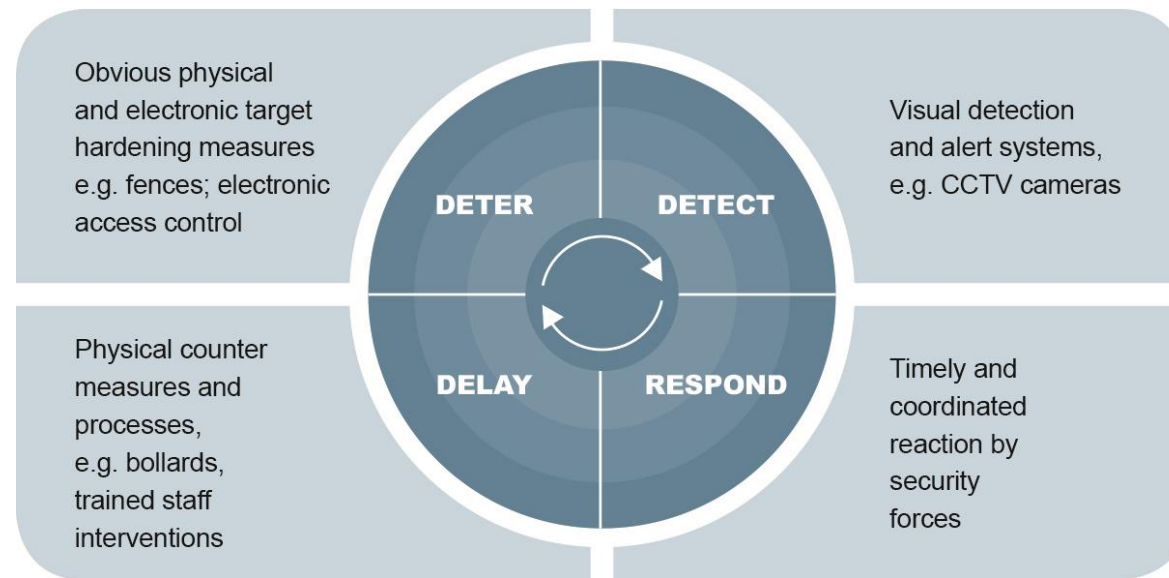 Obvious physical
and electronic target
hardening measures
e.g. fences; electronic
access control
DETER
DETECT
Visual detection
and alert systems,
e.g. CCTV cameras
Physical counter
measures and
processes,
e.g. bollards,
trained staff
interventions
DELAY
RESPOND
Timely and
coordinated
reaction by
security
forces